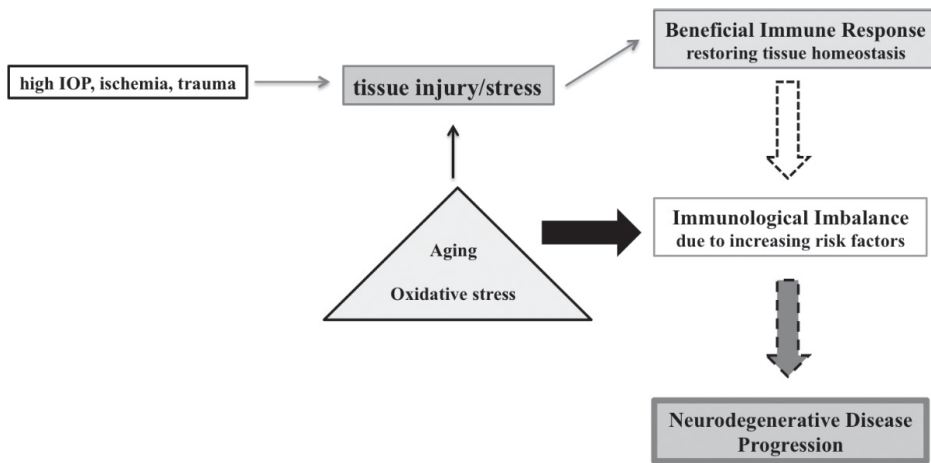 Beneficial Immune Response
restoring tissue homeostasis
high IOP, ischemia, trauma
tissue injury/stress
Immunological Imbalance
due to increasing risk factors
Aging
Oxidative stress
Neurodegenerative Disease
Progression